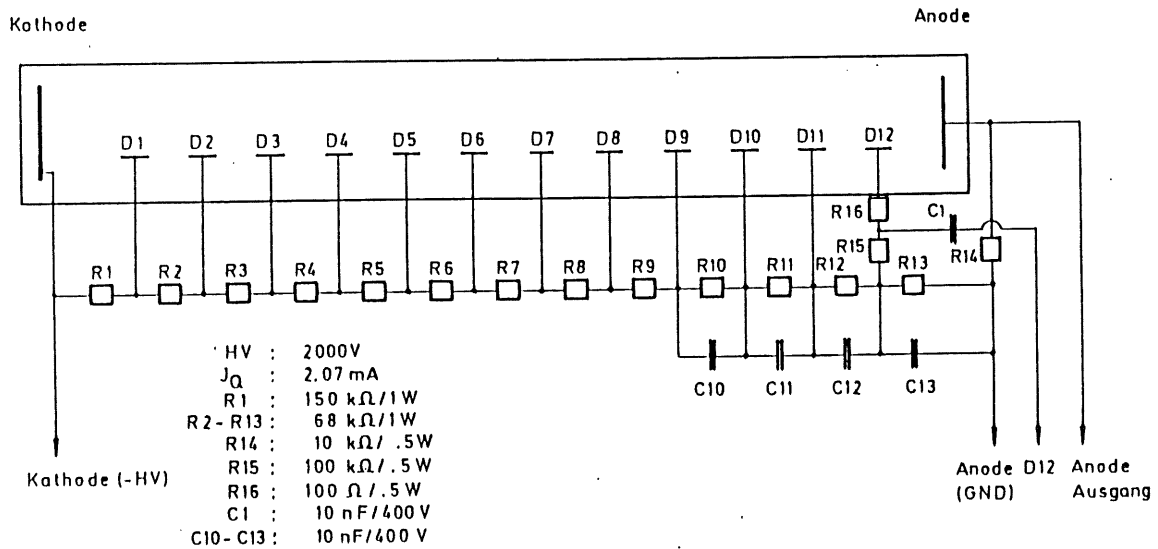 Kathode
Anode
D1 D2 D3 D4 D5 D6 D7 D8 D9 D10 D11 D12
R16 C1
R15 R14
R1 R2 R3 R4 R5 R6 R7 R8 R9 R10 R11 R12 R13
C10 C11 C12 C13
HV : 2000V
JQ : 2.07 mA
R1 : 150 kΩ/1W
R2-R13 : 68 kΩ/1W
R14 : 10 kΩ/ .5W
R15 : 100 kΩ/.5W
R16 : 100 Ω/.5W
C1 : 10 nF/400V
C10-C13 : 10 nF/400 V
Kathode (-HV)
Anode (GND)
D12
Anode Ausgang